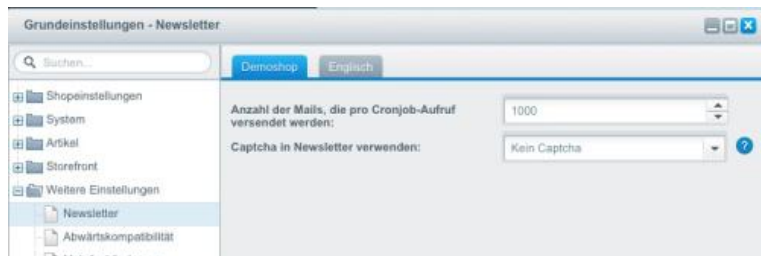 Grundeinstellungen - Newsletter
Suchen...
Demoshop Englisch
Shopeinstellungen
System
Artikel
Storefront
Weitere Einstellungen
Newsletter
Abwärtskompatibilität
Anzahl der Mails, die pro Cronjob-Aufruf
versendet werden:
1000
Captcha in Newsletter verwenden:
Kein Captcha
?